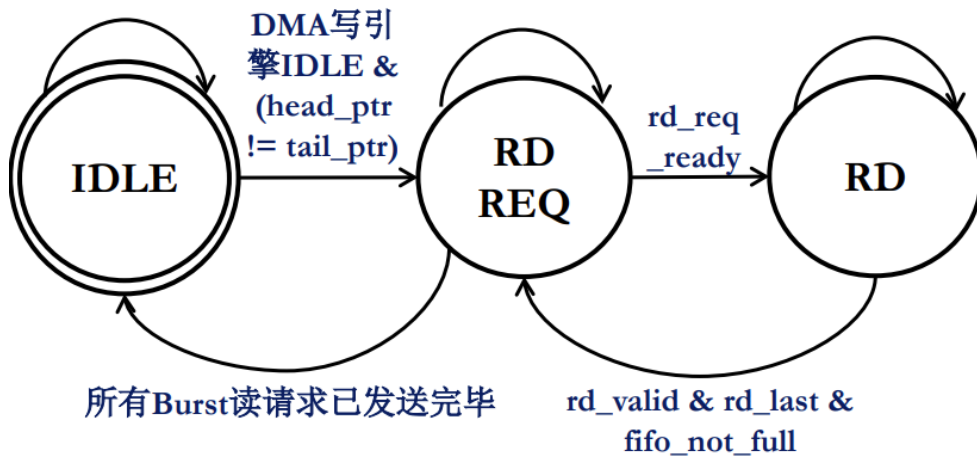 DMA写引
擎IDLE &
(head_ptr
!= tail_ptr)
IDLE
RD
REQ
rd_req
_ready
RD
所有Burst读请求已发送完毕
rd_valid & rd_last &
fifo_not_full